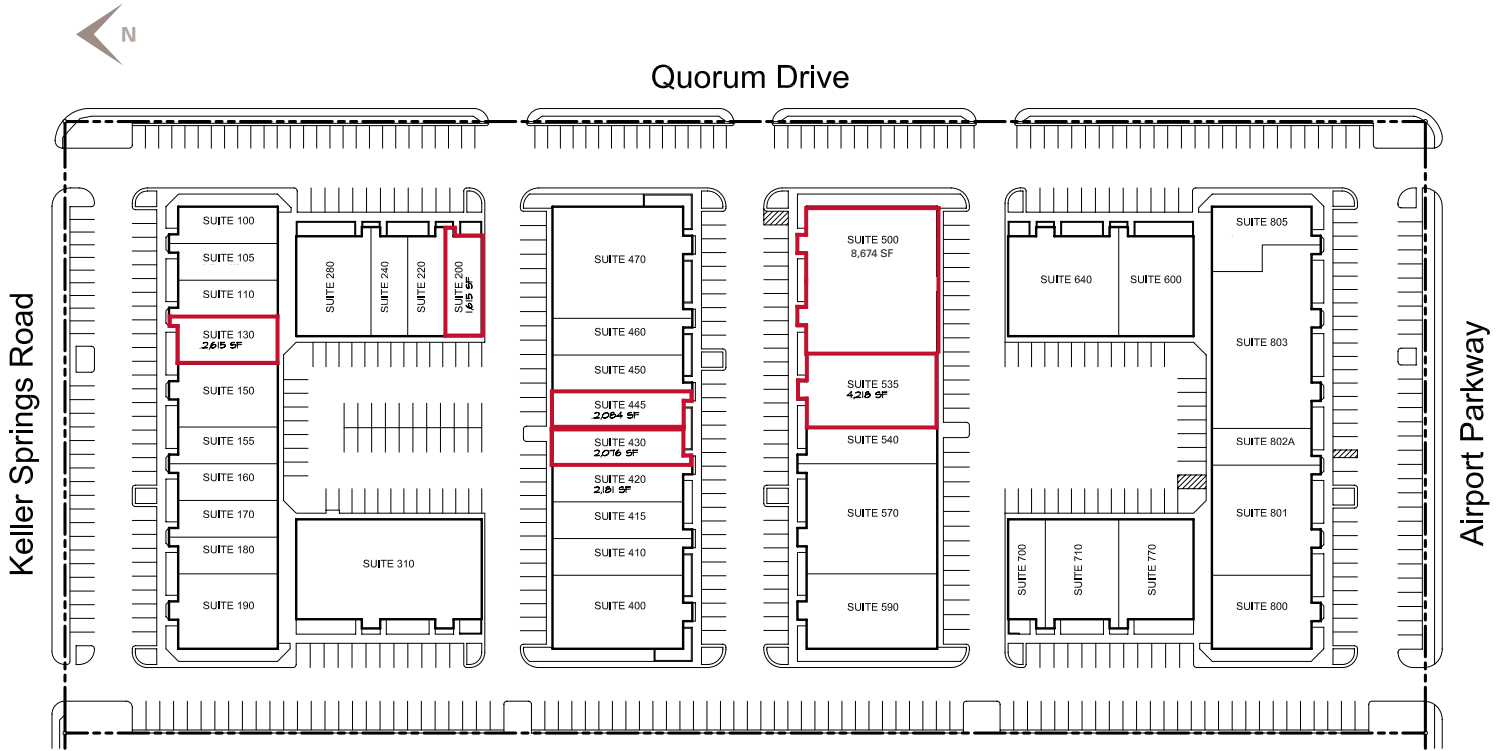 N
Quorum Drive
Keller Springs Road
Airport Parkway
SUITE 100
SUITE 105
SUITE 110
SUITE 130
2,615 SF
SUITE 150
SUITE 155
SUITE 160
SUITE 170
SUITE 180
SUITE 190
SUITE 280
SUITE 240
SUITE 220
SUITE 200
1,615 SF
SUITE 310
SUITE 470
SUITE 460
SUITE 450
SUITE 445
2,084 SF
SUITE 430
2,076 SF
SUITE 420
2,181 SF
SUITE 415
SUITE 410
SUITE 400
SUITE 500
8,674 SF
SUITE 535
4,218 SF
SUITE 540
SUITE 570
SUITE 590
SUITE 640
SUITE 600
SUITE 700
SUITE 710
SUITE 770
SUITE 805
SUITE 803
SUITE 802A
SUITE 801
SUITE 800